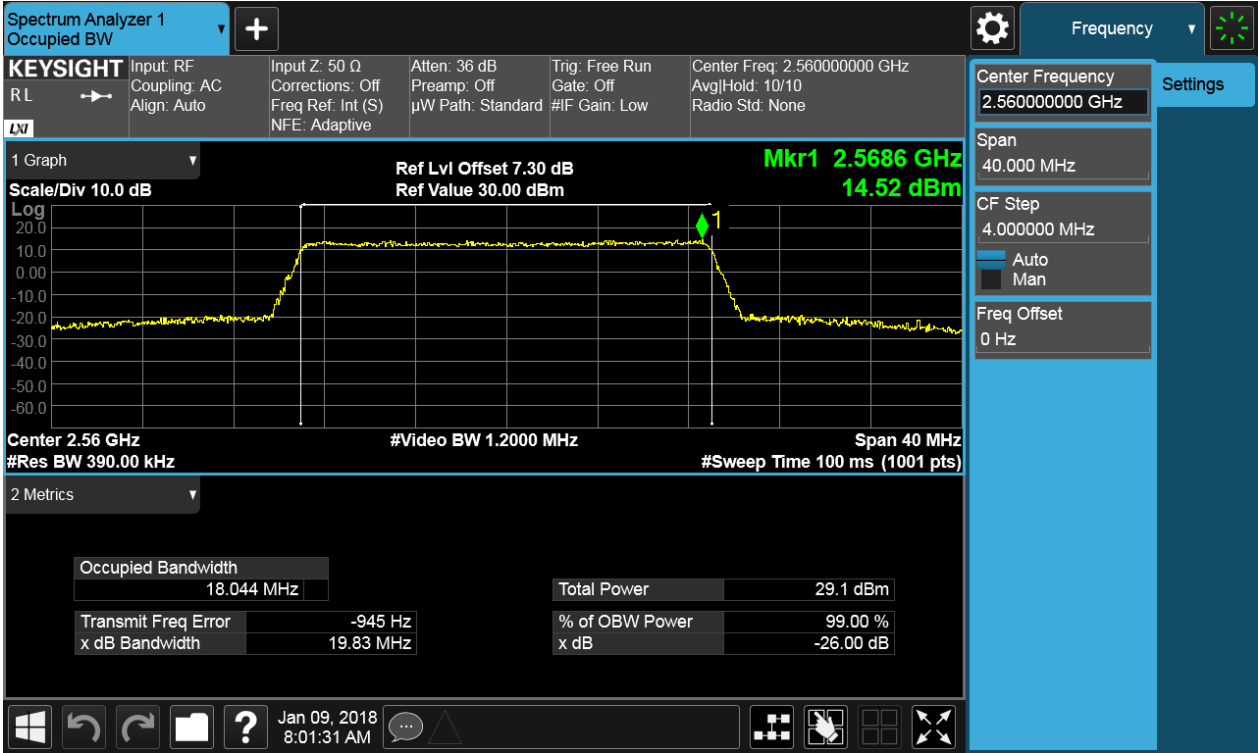 Spectrum Analyzer 1
Occupied BW
+
Frequency
KEYSIGHT
R L
LXI
Input: RF
Coupling: AC
Align: Auto
Input Z: 50 Ω
Corrections: Off
Freq Ref: Int (S)
NFE: Adaptive
Atten: 36 dB
Preamp: Off
µW Path: Standard
Trig: Free Run
Gate: Off
#IF Gain: Low
Center Freq: 2.560000000 GHz
Avg|Hold: 10/10
Radio Std: None
Center Frequency
2.560000000 GHz
Settings
Span
40.000 MHz
CF Step
4.000000 MHz
Auto
Man
Freq Offset
0 Hz
1 Graph
Scale/Div 10.0 dB
Ref Lvl Offset 7.30 dB
Ref Value 30.00 dBm
Mkr1 2.5686 GHz
14.52 dBm
Log
1
20.0
10.0
0.00
-10.0
-20.0
-30.0
-40.0
-50.0
-60.0
Center 2.56 GHz
#Video BW 1.2000 MHz
Span 40 MHz
#Res BW 390.00 kHz
#Sweep Time 100 ms (1001 pts)
2 Metrics
Occupied Bandwidth
18.044 MHz
Total Power 29.1 dBm
Transmit Freq Error -945 Hz
% of OBW Power 99.00 %
x dB Bandwidth 19.83 MHz
x dB -26.00 dB
?
Jan 09, 2018
8:01:31 AM